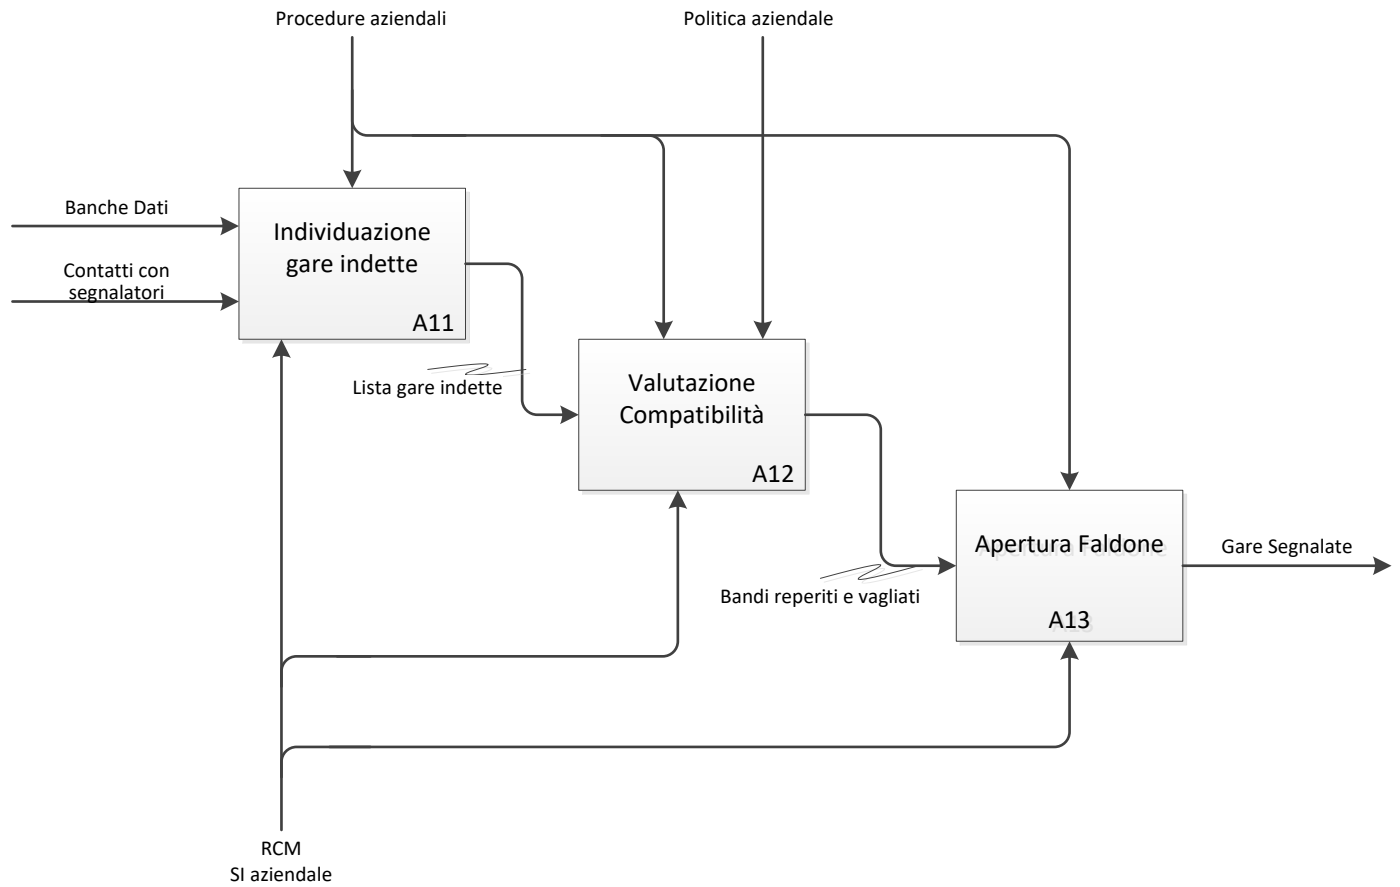 Procedure aziendali
Politica aziendale
Banche Dati
Contatti con
segnalatori
Individuazione
gare indette
A11
Lista gare indette
Valutazione
Compatibilità
A12
Bandi reperiti e vagliati
Apertura Faldone
A13
Gare Segnalate
RCM
SI aziendale